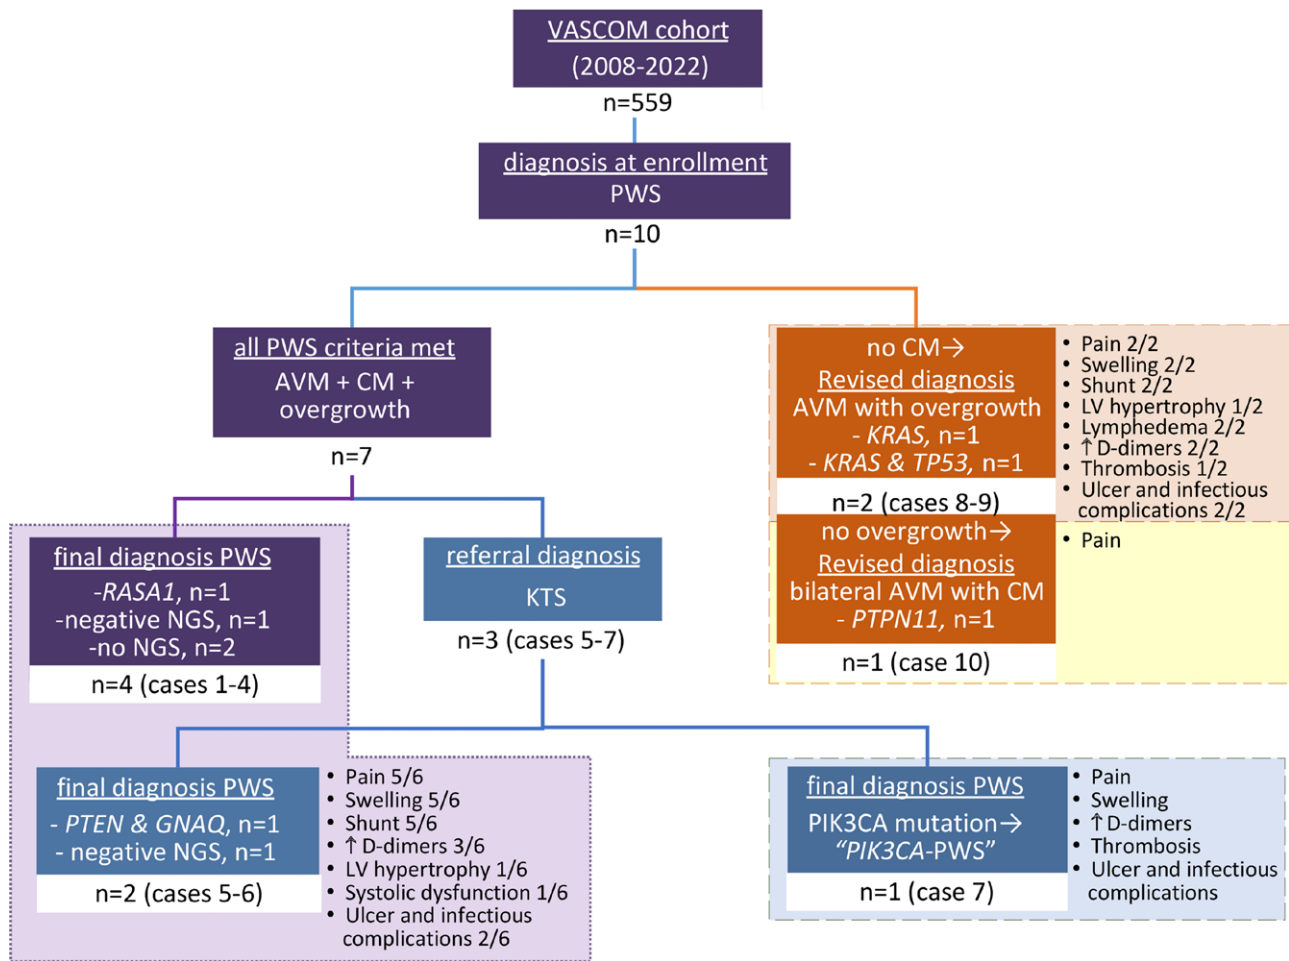 VASCOM cohort
(2008-2022)
n=559
diagnosis at enrollment
PWS
n=10
all PWS criteria met
AVM + CM +
overgrowth
n=7
no CM→
Revised diagnosis
AVM with overgrowth
- KRAS, n=1
- KRAS & TP53, n=1
n=2 (cases 8-9)
• Pain 2/2
• Swelling 2/2
• Shunt 2/2
• LV hypertrophy 1/2
• Lymphedema 2/2
• ↑D-dimers 2/2
• Thrombosis 1/2
• Ulcer and infectious
complications 2/2
no overgrowth→
Revised diagnosis
bilateral AVM with CM
- PTPN11, n=1
n=1 (case 10)
• Pain
final diagnosis PWS
-RASA1, n=1
-negative NGS, n=1
-no NGS, n=2
n=4 (cases 1-4)
referral diagnosis
KTS
n=3 (cases 5-7)
final diagnosis PWS
- PTEN & GNAQ, n=1
- negative NGS, n=1
n=2 (cases 5-6)
• Pain 5/6
• Swelling 5/6
• Shunt 5/6
• ↑ D-dimers 3/6
• LV hypertrophy 1/6
• Systolic dysfunction 1/6
• Ulcer and infectious
complications 2/6
final diagnosis PWS
PIK3CA mutation→
“PIK3CA-PWS”
n=1 (case 7)
• Pain
• Swelling
• ↑D-dimers
• Thrombosis
• Ulcer and infectious
complications